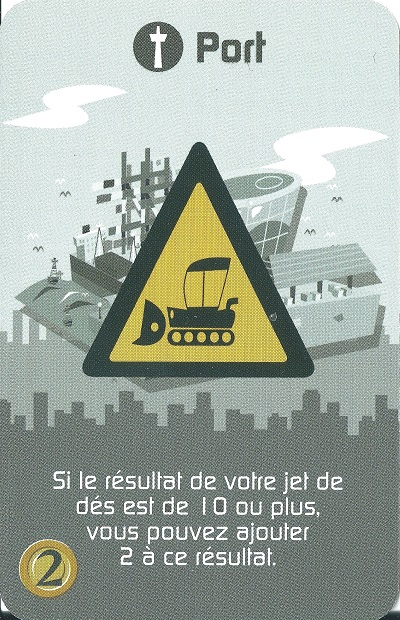 Port
Si le résultat de votre jet de
dés est de 10 ou plus,
vous pouvez ajouter
2 à ce résultat.
2